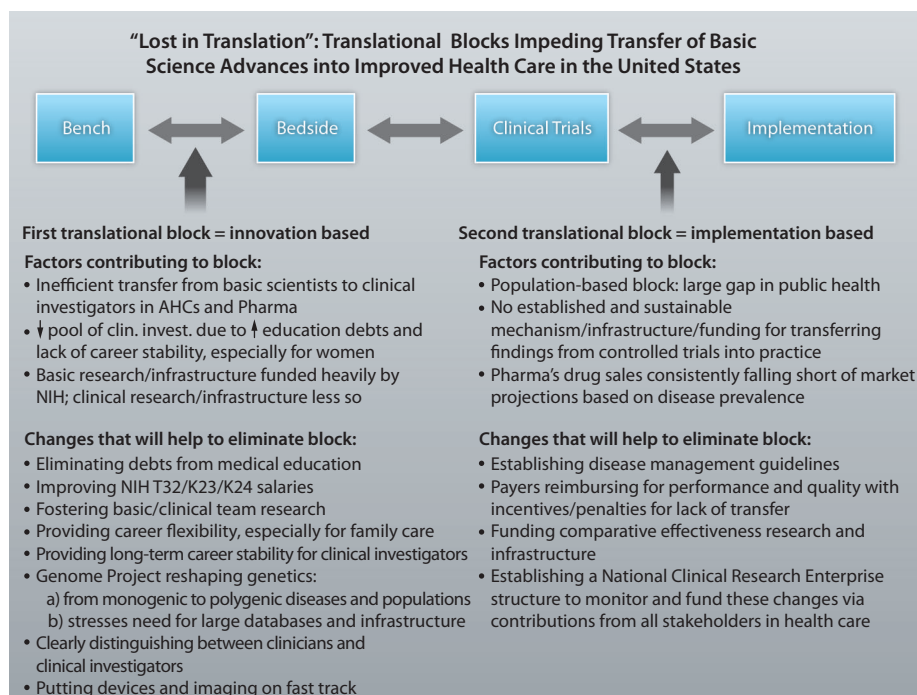 “Lost in Translation”: Translational Blocks Impeding Transfer of Basic
Science Advances into Improved Health Care in the United States
Bench
Bedside
Clinical Trials
Implementation
First translational block = innovation based
Factors contributing to block:
• Inefficient transfer from basic scientists to clinical
investigators in AHCs and Pharma
• ↓ pool of clin. invest. due to ↑ education debts and
lack of career stability, especially for women
• Basic research/infrastructure funded heavily by
NIH; clinical research/infrastructure less so
Changes that will help to eliminate block:
• Eliminating debts from medical education
• Improving NIH T32/K23/K24 salaries
• Fostering basic/clinical team research
• Providing career flexibility, especially for family care
• Providing long-term career stability for clinical investigators
• Genome Project reshaping genetics:
a) from monogenic to polygenic diseases and populations
b) stresses need for large databases and infrastructure
• Clearly distinguishing between clinicians and
clinical investigators
• Putting devices and imaging on fast track
Second translational block = implementation based
Factors contributing to block:
• Population-based block: large gap in public health
• No established and sustainable
mechanism/infrastructure/funding for transferring
findings from controlled trials into practice
• Pharma’s drug sales consistently falling short of market
projections based on disease prevalence
Changes that will help to eliminate block:
• Establishing disease management guidelines
• Payers reimbursing for performance and quality with
incentives/penalties for lack of transfer
• Funding comparative effectiveness research and
infrastructure
• Establishing a National Clinical Research Enterprise
structure to monitor and fund these changes via
contributions from all stakeholders in health care